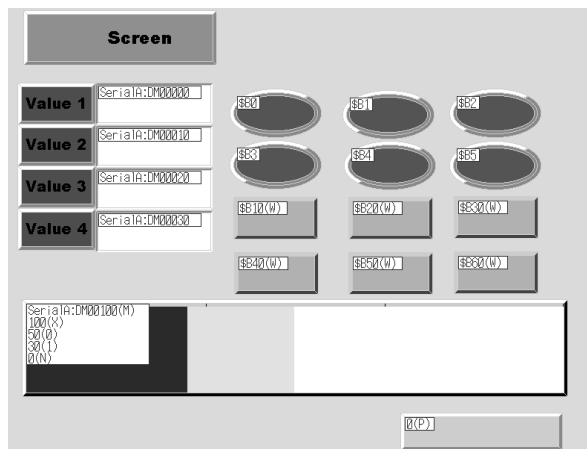 Screen
Value 1
SerialA:DM00000
$B0
$B1
$B2
Value 2
SerialA:DM00010
$B3
$B4
$B5
Value 3
SerialA:DM00020
$B10(W)
$B20(W)
$B30(W)
Value 4
SerialA:DM00030
$B40(W)
$B50(W)
$B60(W)
SerialA:DM00100(M)
100(X)
50(0)
30(1)
0(N)
0(P)